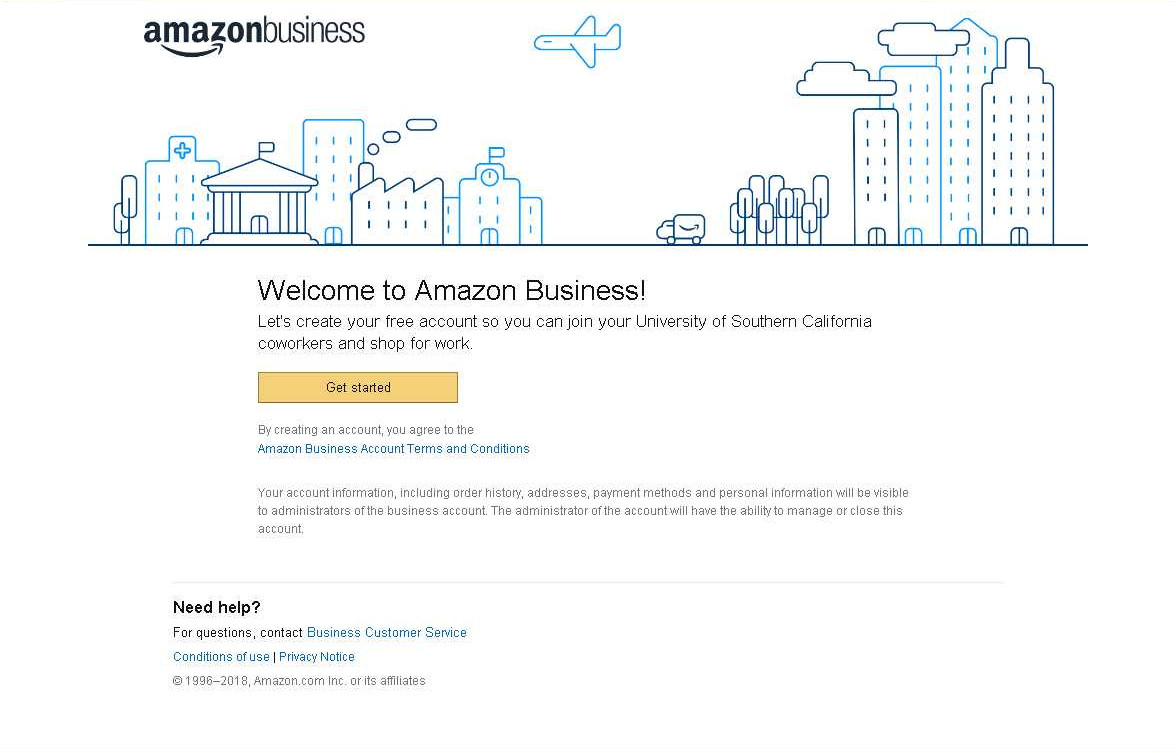 amazonbusiness
Welcome to Amazon Business!
Let's create your free account so you can join your University of Southern California
coworkers and shop for work.
Get started
By creating an account, you agree to the
Amazon Business Account Terms and Conditions
Your account information, including order history, addresses, payment methods and personal information will be visible
to administrators of the business account. The administrator of the account will have the ability to manage or close this
account.
Need help?
For questions, contact Business Customer Service
Conditions of use | Privacy Notice
© 1996–2018, Amazon.com Inc. or its affiliates